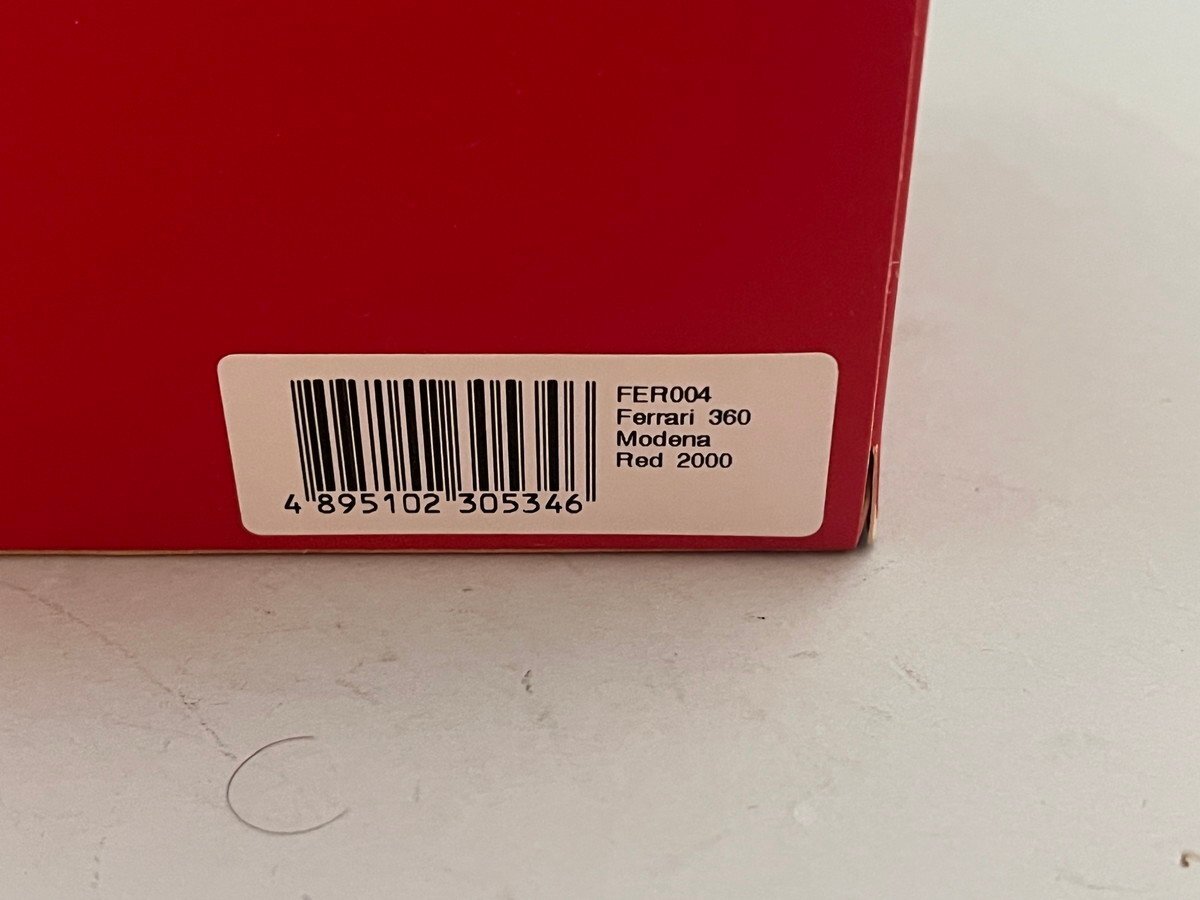 FER004
Ferrari 360
Modena
Red 2000
4 895102 305346